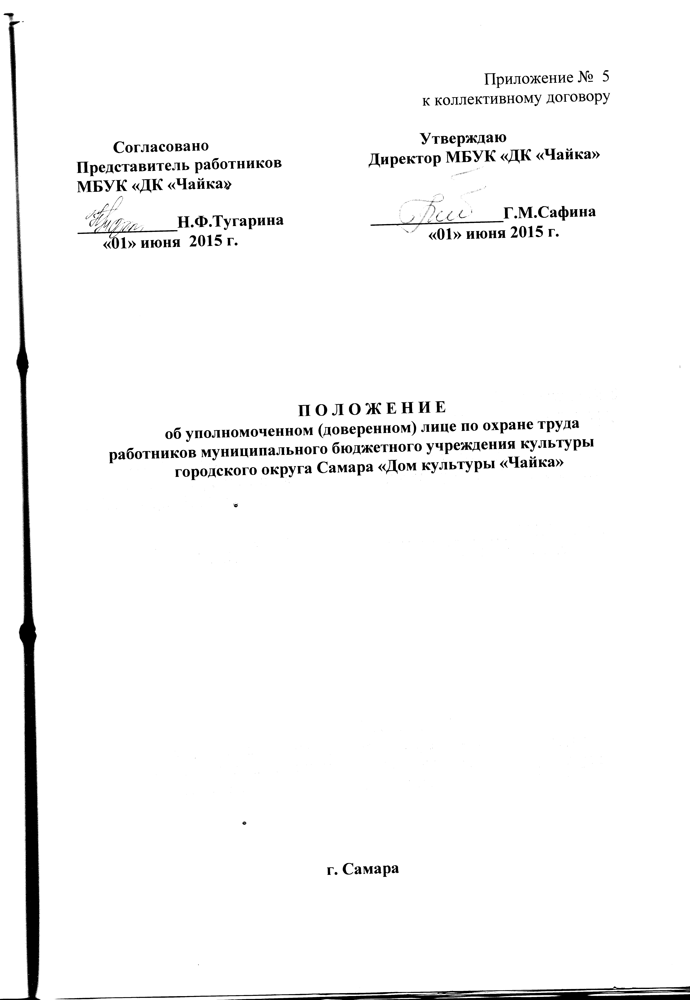 Приложение № 5
к коллективному договору
Согласовано
Представитель работников
МБУК «ДК «Чайка»
Н.Ф.Тугарина
«01» июня 2015 г.
Утверждаю
Директор МБУК «ДК «Чайка»
Г.М.Сафина
«01» июня 2015 г.
П О Л О Ж Е Н И Е
об уполномоченном (доверенном) лице по охране труда
работников муниципального бюджетного учреждения культуры
городского округа Самара «Дом культуры «Чайка»
г. Самара